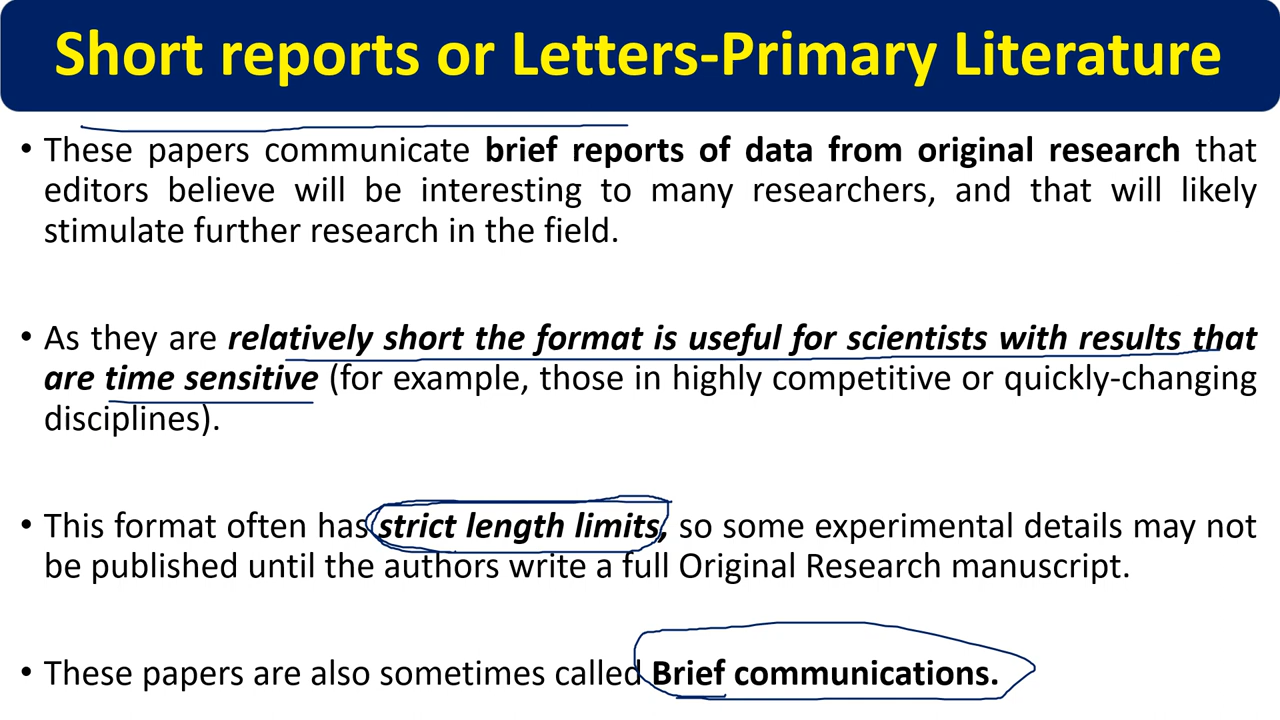 Short reports or Letters-Primary Literature
• These papers communicate brief reports of data from original research that
editors believe will be interesting to many researchers, and that will likely
stimulate further research in the field.
• As they are relatively short the format is useful for scientists with results that
are time sensitive (for example, those in highly competitive or quickly-changing
disciplines).
• This format often has strict length limits, so some experimental details may not
be published until the authors write a full Original Research manuscript.
• These papers are also sometimes called Brief communications.